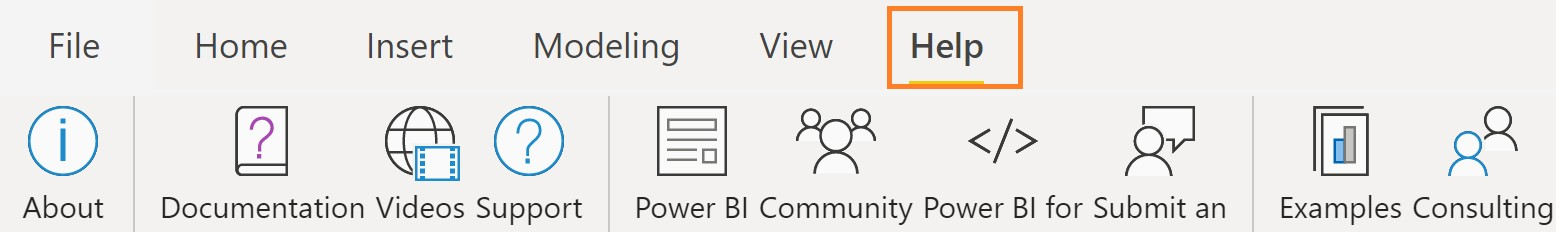 File Home Insert Modeling View Help
About Documentation Videos Support Power BI Community Power BI for Submit an Examples Consulting